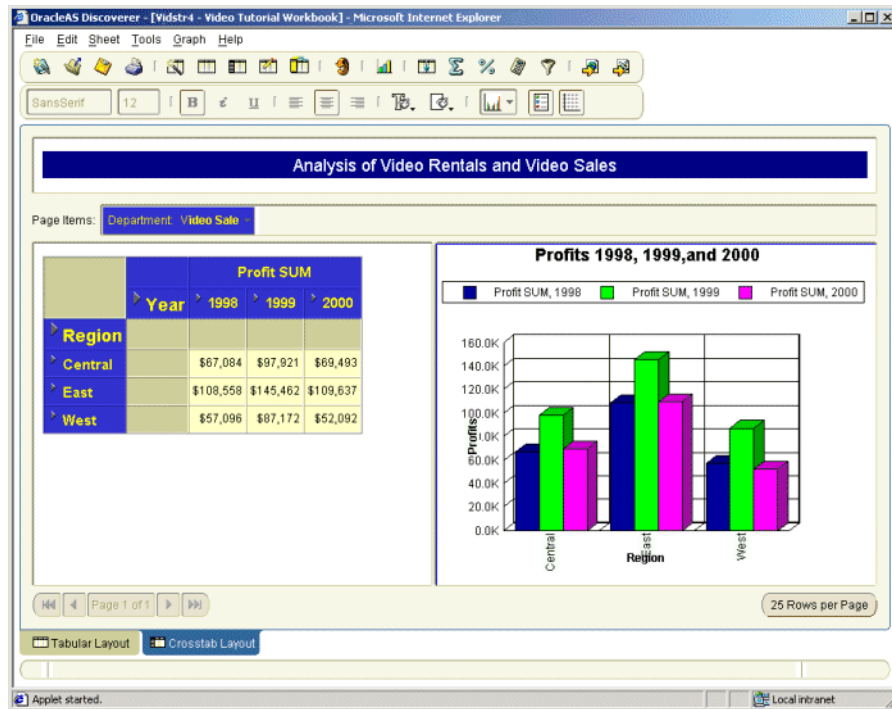 OracleAS Discoverer - [Vidstr4 - Video Tutorial Workbook] - Microsoft Internet Explorer
File Edit Sheet Tools Graph Help
SansSerif 12 B i U
Analysis of Video Rentals and Video Sales
Page Items: Department: Video Sale
Profit SUM
Year 1998 1999 2000
Region
Central $67,084 $97,921 $69,493
East $108,558 $145,462 $109,637
West $57,096 $87,172 $52,092
Profits 1998, 1999,and 2000
Profit SUM, 1998 Profit SUM, 1999 Profit SUM, 2000
160.0K
140.0K
120.0K
100.0K
60.0K
40.0K
20.0K
0.0K
Profits
Central
East
West
Region
Page 1 of 1
25 Rows per Page
Tabular Layout Crosstab Layout
Applet started. Local intranet